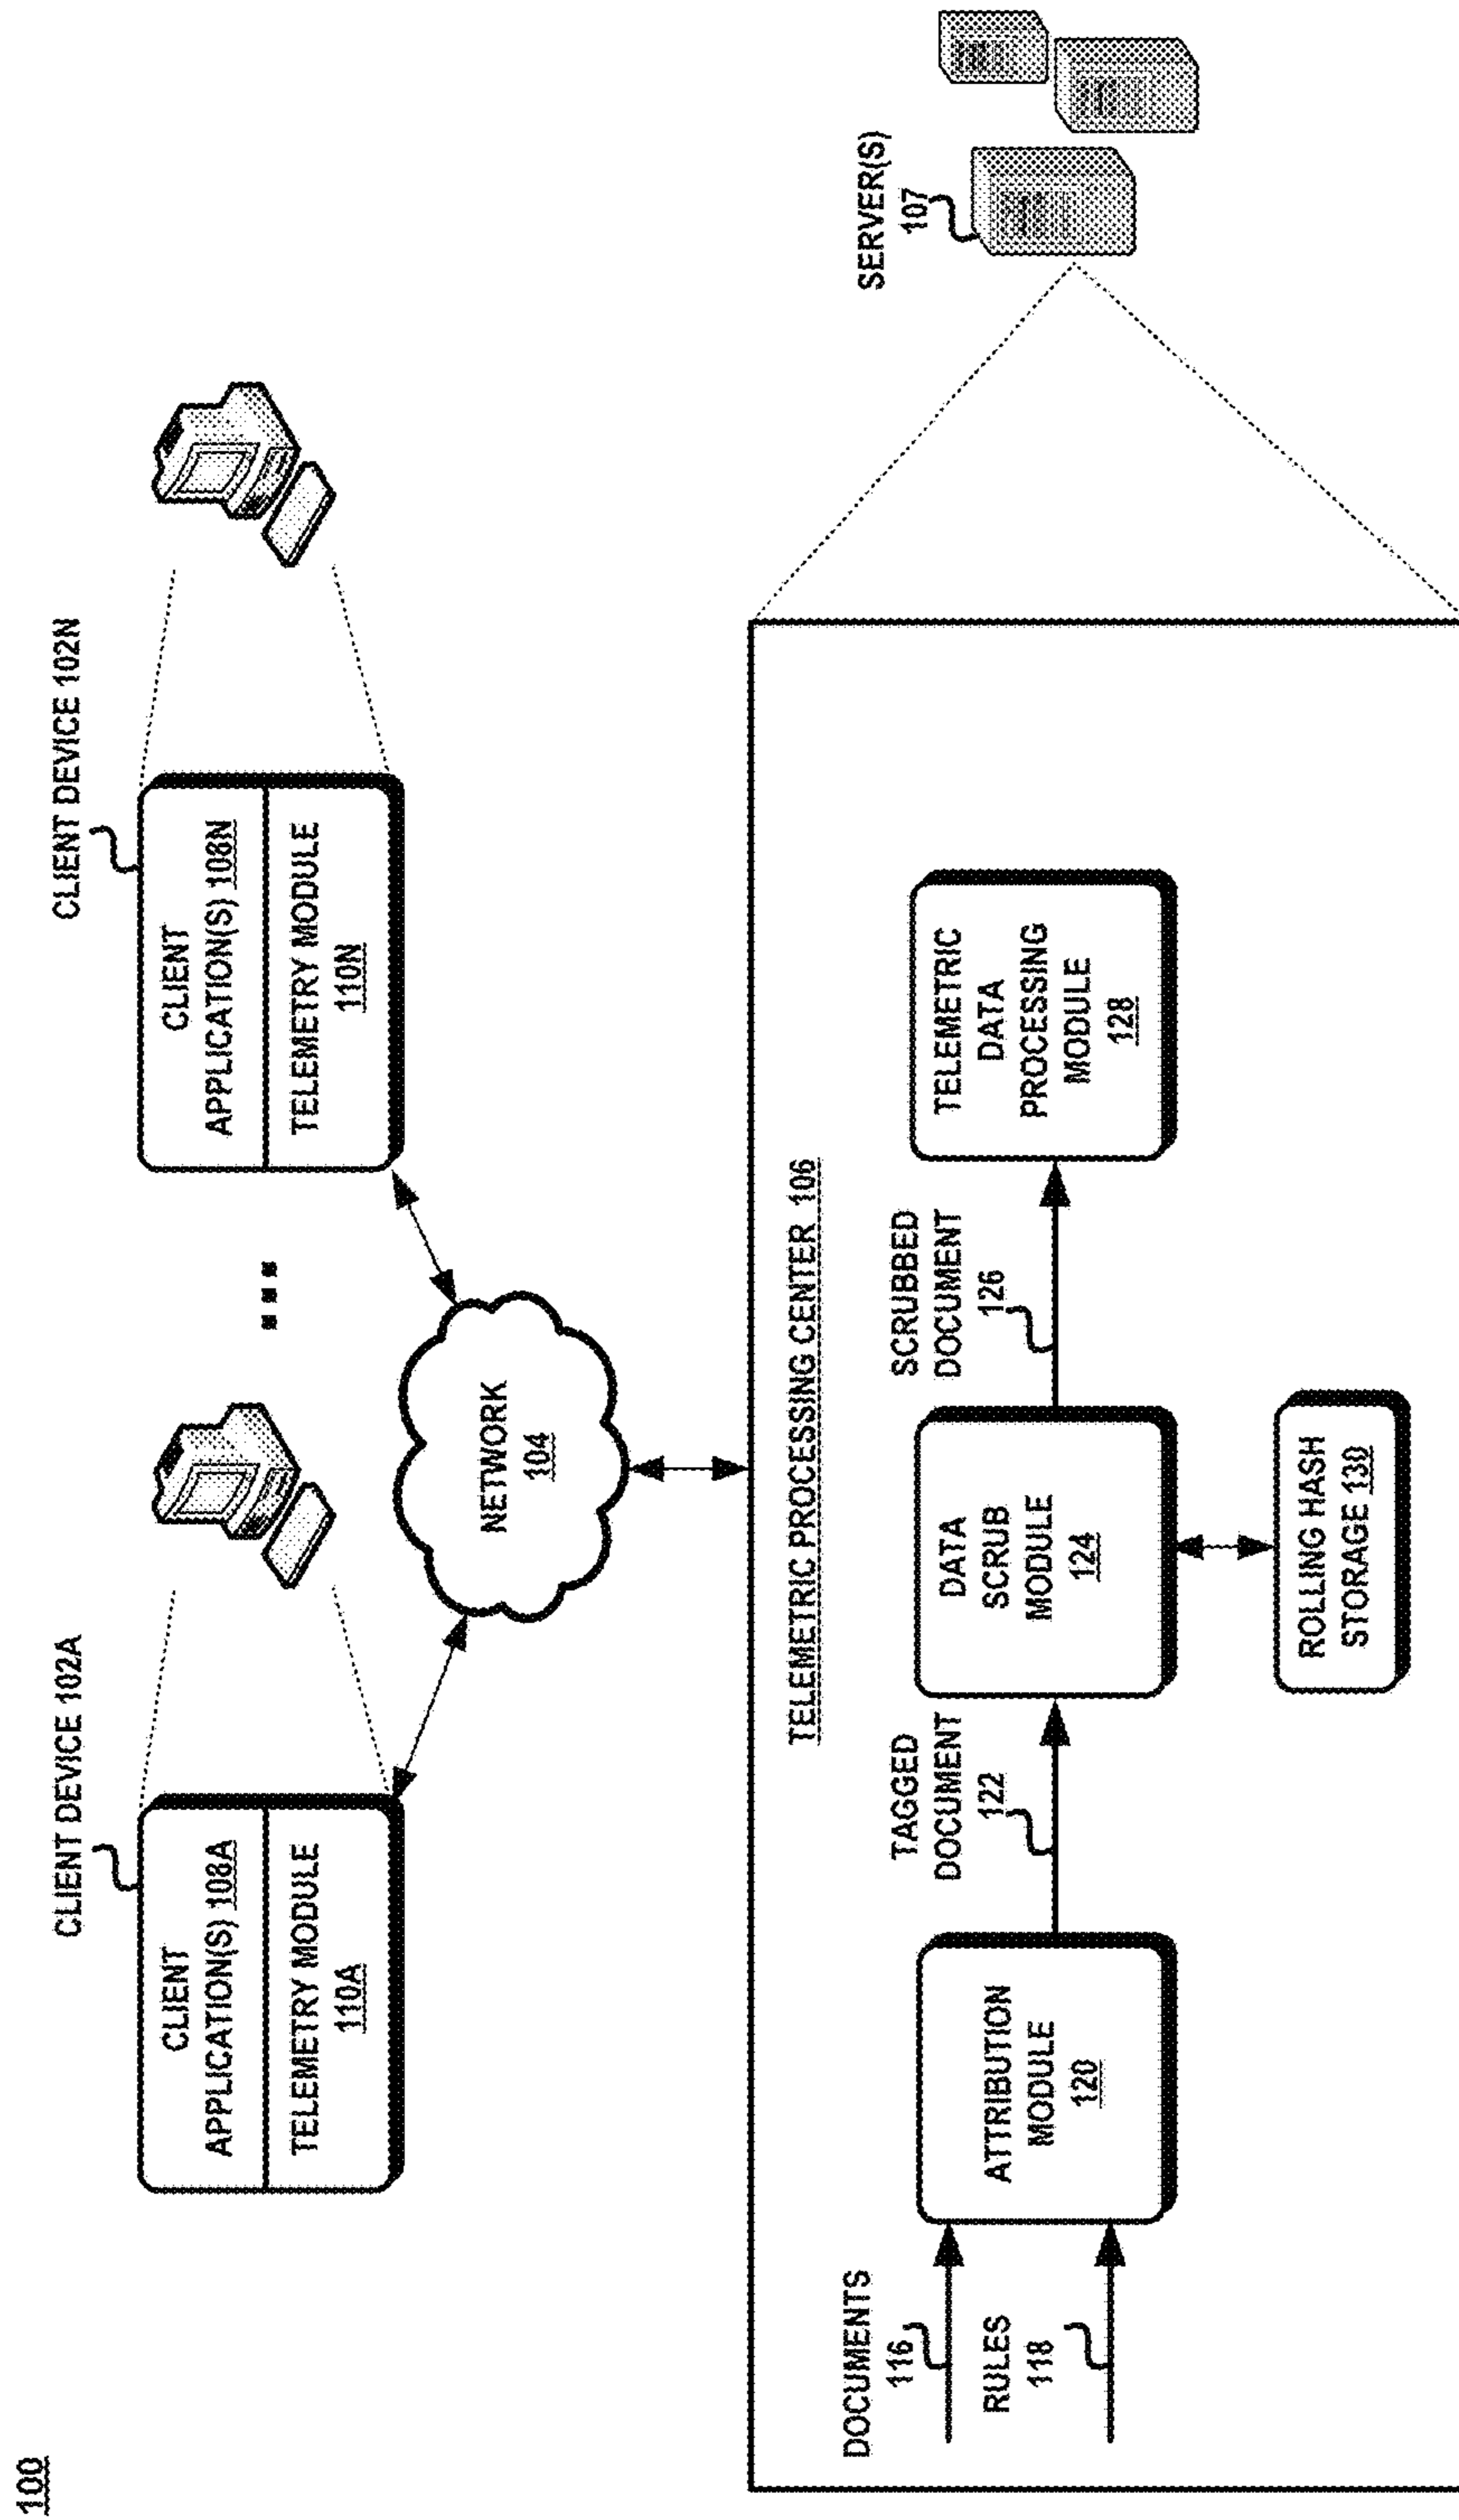 100
CLIENT DEVICE 102A
CLIENT
APPLICATION(S) 108A
TELEMETRY MODULE
110A
CLIENT DEVICE 102N
CLIENT
APPLICATION(S) 108N
TELEMETRY MODULE
110N
NETWORK
104
SERVER(S)
107
TELEMETRIC PROCESSING CENTER 106
DOCUMENTS
116
RULES
118
ATTRIBUTION
MODULE
120
TAGGED
DOCUMENT
122
DATA
SCRUB
MODULE
124
SCRUBBED
DOCUMENT
126
TELEMETRIC
DATA
PROCESSING
MODULE
128
ROLLING HASH
STORAGE 130